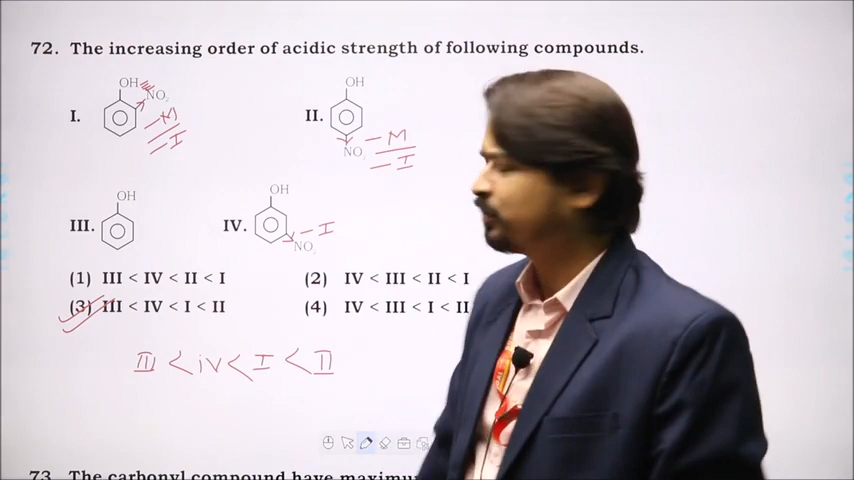 72. The increasing order of acidic strength of following compounds.
OH
NO2
I.
-M
-I
OH
II.
NO2
-M
-I
OH
III.
OH
IV.
NO2
-I
(1) III < IV < II < I
(2) IV < III < II < I
(3) III < IV < I < II
(4) IV < III < I < II
III < iv < I < II
73. The carbonyl compound have maximu